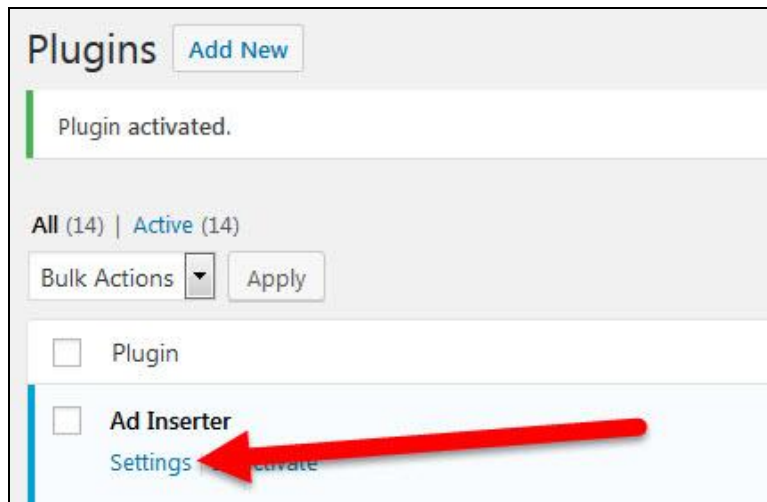 Plugins Add New
Plugin activated.
All (14) | Active (14)
Bulk Actions Apply
Plugin
Ad Inserter
Settings